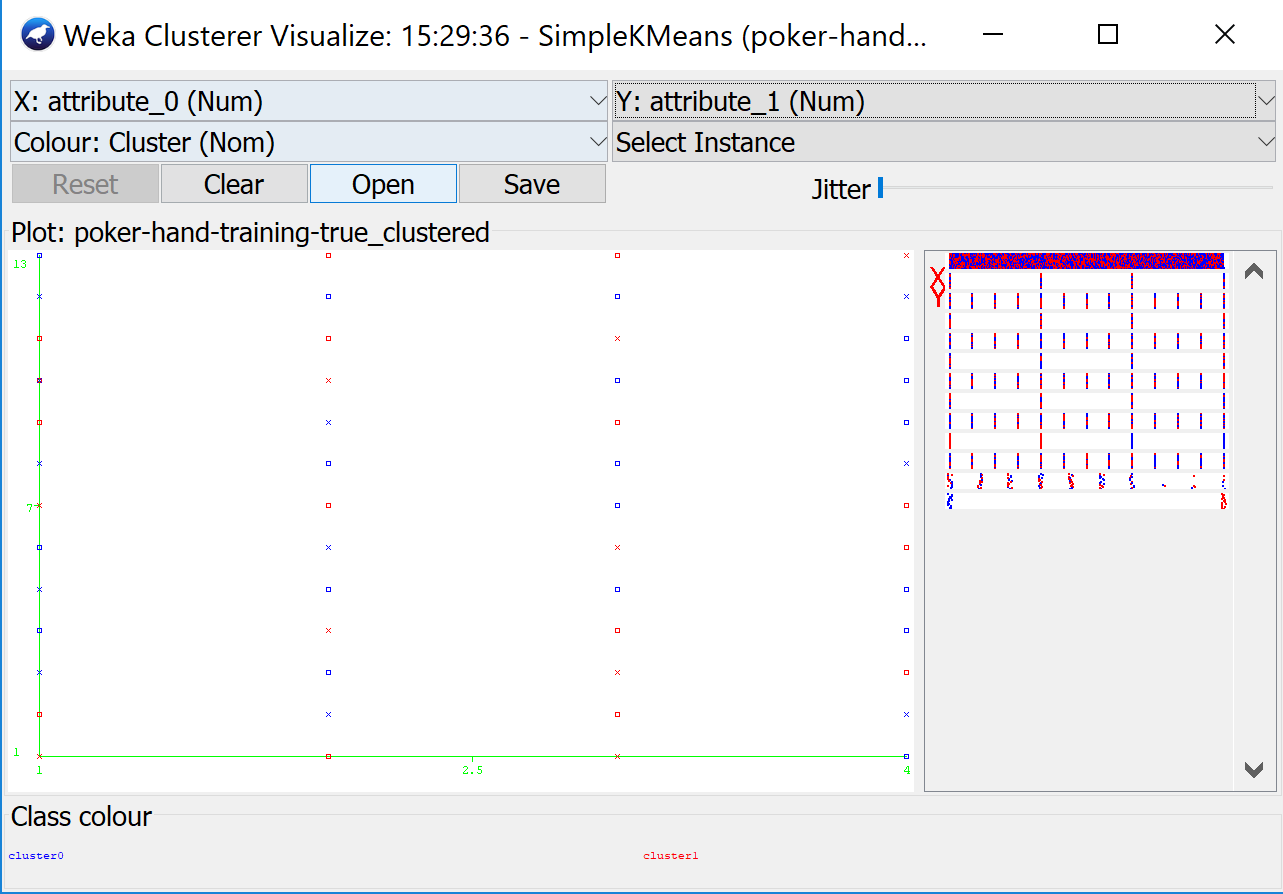 Weka Clusterer Visualize: 15:29:36 - SimpleKMeans (poker-hand...
X: attribute_0 (Num) Y: attribute_1 (Num)
Colour: Cluster (Nom) Select Instance
Reset Clear Open Save Jitter
Plot: poker-hand-training-true_clustered
13
X
Y
7
1
1 2.5 4
Class colour
cluster0 cluster1